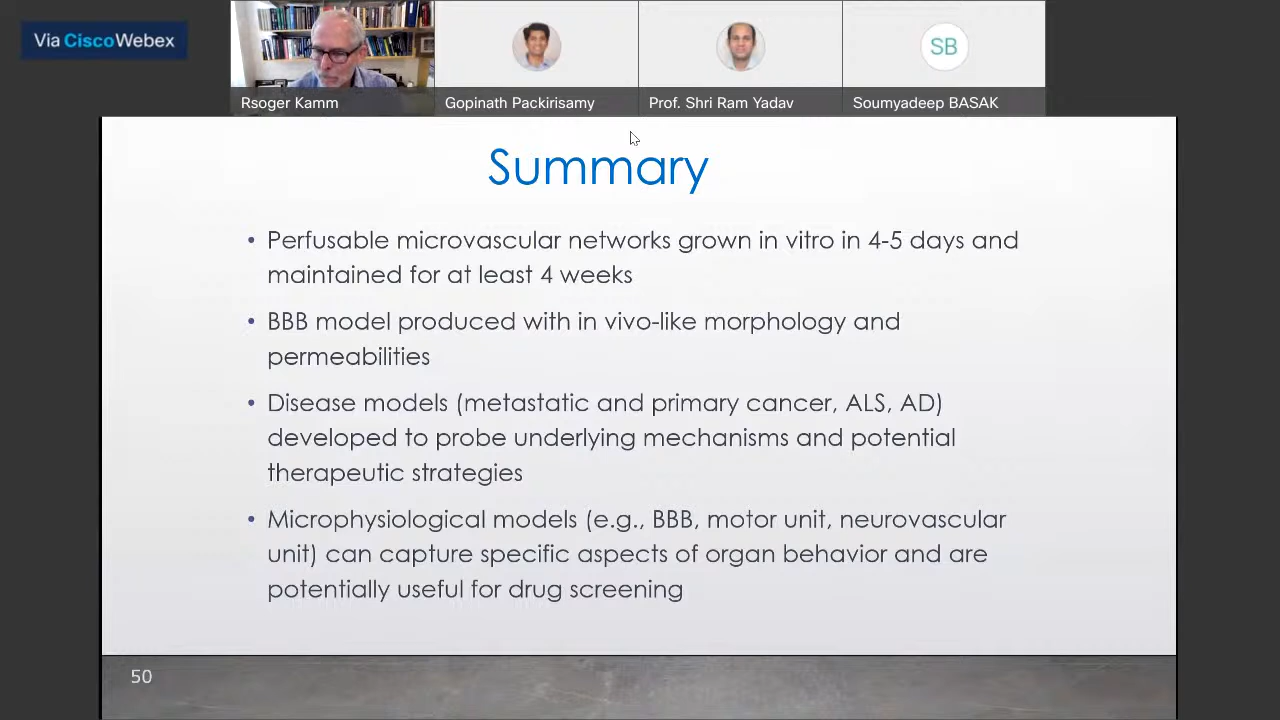 Via CiscoWebex
Rsoger Kamm
Gopinath Packirisamy
Prof. Shri Ram Yadav
SB
Soumyadeep BASAK
Summary
• Perfusable microvascular networks grown in vitro in 4-5 days and
maintained for at least 4 weeks
• BBB model produced with in vivo-like morphology and
permeabilities
• Disease models (metastatic and primary cancer, ALS, AD)
developed to probe underlying mechanisms and potential
therapeutic strategies
• Microphysiological models (e.g., BBB, motor unit, neurovascular
unit) can capture specific aspects of organ behavior and are
potentially useful for drug screening
50